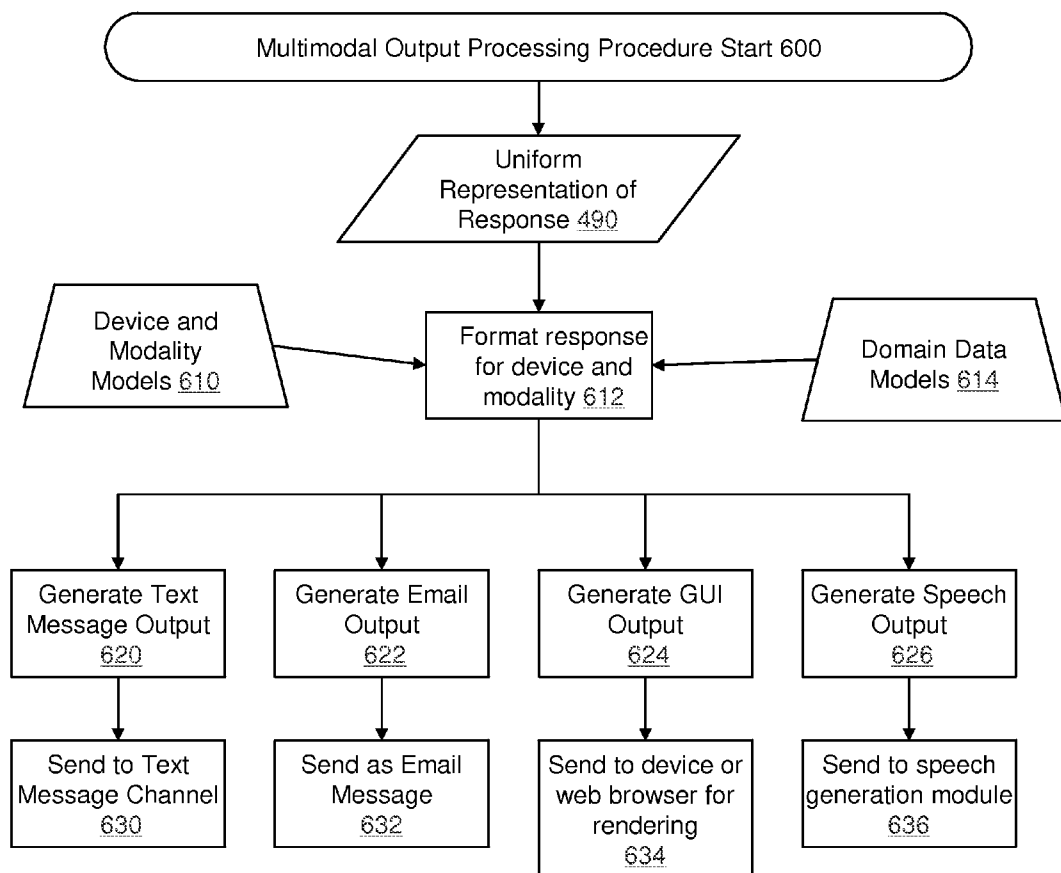 Multimodal Output Processing Procedure Start 600
Uniform
Representation of
Response 490
Device and
Modality
Models 610
Format response
for device and
modality 612
Domain Data
Models 614
Generate Text
Message Output
620
Generate Email
Output
622
Generate GUI
Output
624
Generate Speech
Output
626
Send to Text
Message Channel
630
Send as Email
Message
632
Send to device or
web browser for
rendering
634
Send to speech
generation module
636